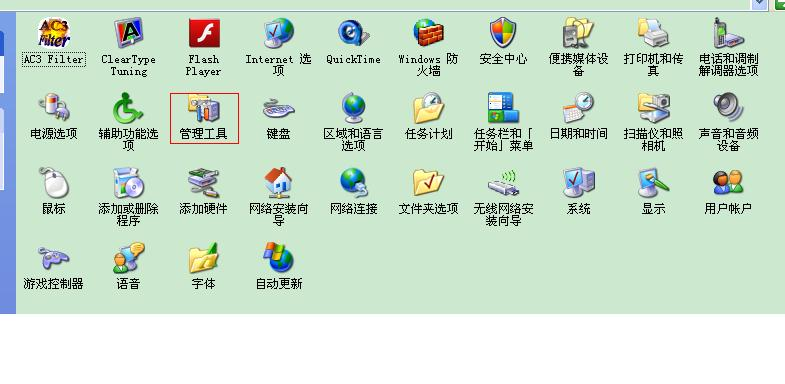 AC3 Filter
ClearType Tuning
Flash Player
Internet 选项
QuickTime
Windows 防火墙
安全中心
便携媒体设备
打印机和传真
电话和调制解调器选项
电源选项
辅助功能选项
管理工具
键盘
区域和语言选项
任务计划
任务栏和「开始」菜单
日期和时间
扫描仪和照相机
声音和音频设备
鼠标
添加或删除程序
添加硬件
网络安装向导
网络连接
文件夹选项
无线网络安装向导
系统
显示
用户帐户
游戏控制器
语音
字体
自动更新